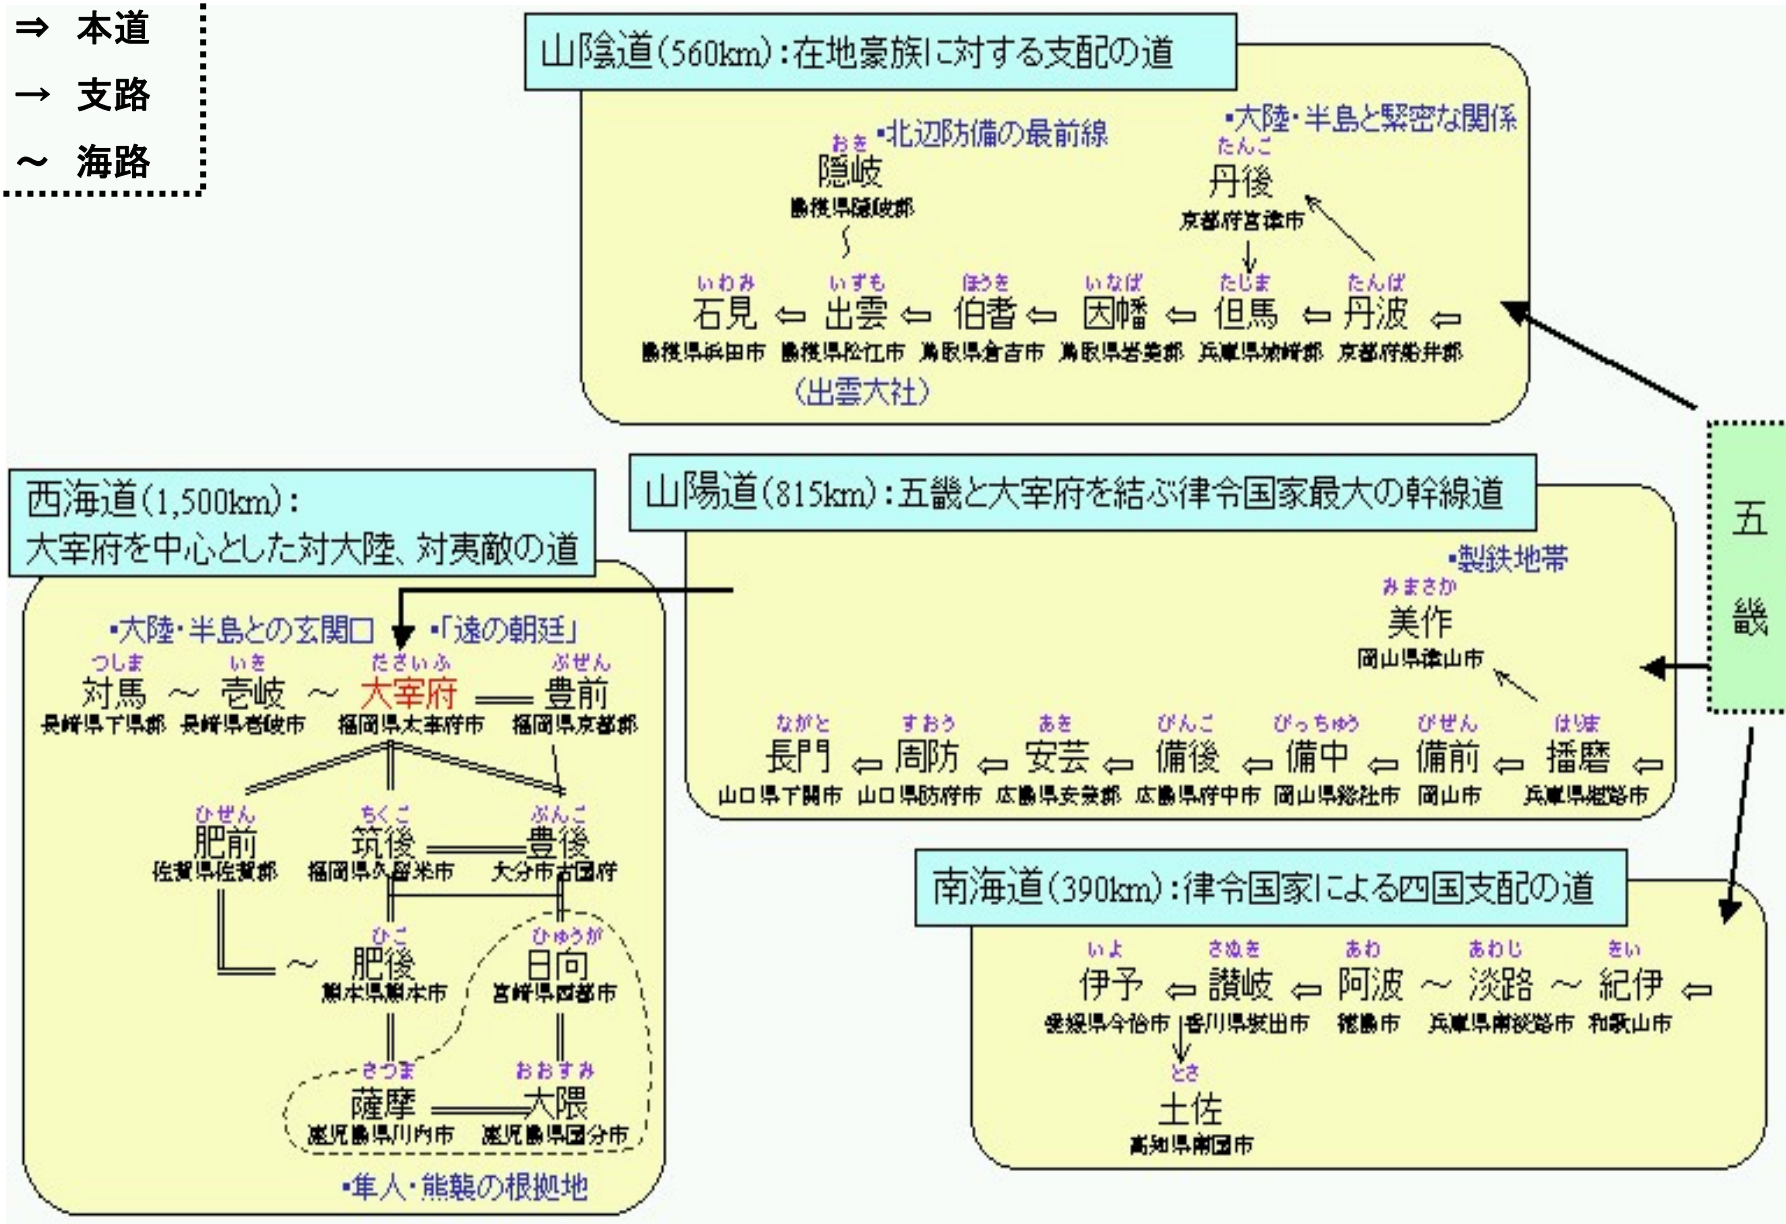 ⇒ 本道
→ 支路
～ 海路
山陰道(560km):在地豪族に対する支配の道
▪北辺防備の最前線
▪大陸・半島と緊密な関係
おき
隠岐
島根県隠岐郡
たんご
丹後
京都府宮津市
いわみ いずも ほうき いなば たじま たんば
石見 ⇦ 出雲 ⇦ 伯耆 ⇦ 因幡 ⇦ 但馬 ⇦ 丹波 ⇦
島根県浜田市 島根県松江市 鳥取県倉吉市 鳥取県岩美郡 兵庫県城崎郡 京都府船井郡
(出雲大社)
五畿
山陽道(815km):五畿と大宰府を結ぶ律令国家最大の幹線道
▪製鉄地帯
みまさか
美作
岡山県津山市
ながと すおう あき びんご びっちゅう びぜん はりま
長門 ⇦ 周防 ⇦ 安芸 ⇦ 備後 ⇦ 備中 ⇦ 備前 ⇦ 播磨 ⇦
山口県下関市 山口県防府市 広島県安芸郡 広島県府中市 岡山県総社市 岡山市 兵庫県姫路市
西海道(1,500km):
大宰府を中心とした対大陸、対夷敵の道
▪大陸・半島との玄関口
▪「遠の朝廷」
つしま いき ださいふ ぶぜん
対馬 ～ 壱岐 ～ 大宰府 豊前
長崎県下県郡 長崎県壱岐市 福岡県太宰府市 福岡県京都郡
ひぜん ちくご ぶんご
肥前 筑後 豊後
佐賀県佐賀郡 福岡県久留米市 大分市古国府
ひご ひゅうが
～ 肥後 日向
熊本県熊本市 宮崎県西都市
さつま おおすみ
薩摩 大隈
鹿児島県川内市 鹿児島県国分市
▪隼人・熊襲の根拠地
南海道(390km):律令国家による四国支配の道
いよ さぬき あわ あわじ きい
伊予 ⇦ 讃岐 ⇦ 阿波 ～ 淡路 ～ 紀伊 ⇦
愛媛県今治市 香川県坂出市 徳島市 兵庫県南淡路市 和歌山市
とさ
土佐
高知県南国市